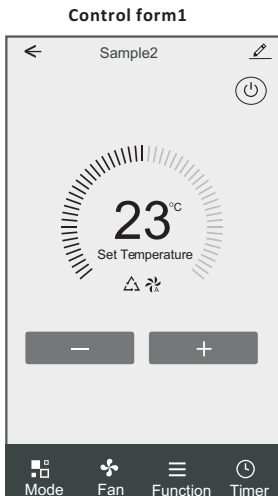 Control form1
Sample2
23°C
Set Temperature
A
Mode Fan Function Timer